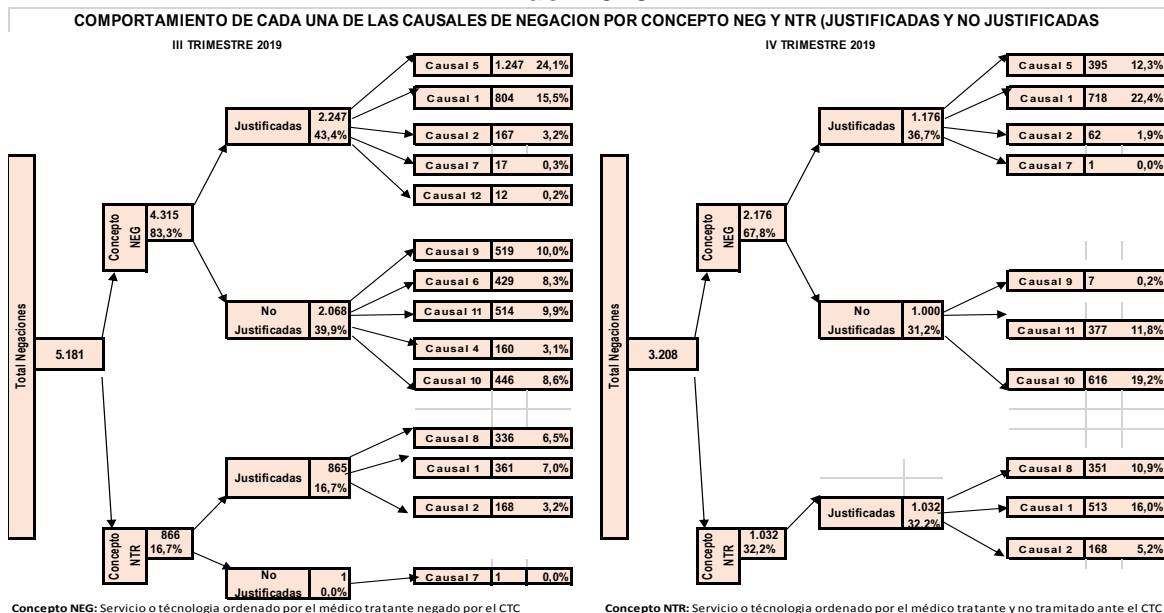 COMPORTAMIENTO DE CADA UNA DE LAS CAUSALES DE NEGACION POR CONCEPTO NEG Y NTR (JUSTIFICADAS Y NO JUSTIFICADAS
III TRIMESTRE 2019
Total Negaciones
5.181
Concepto NEG
4.315
83,3%
Justificadas
2.247
43,4%
Causal 5 1.247 24,1%
Causal 1 804 15,5%
Causal 2 167 3,2%
Causal 7 17 0,3%
Causal 12 12 0,2%
No Justificadas
2.068
39,9%
Causal 9 519 10,0%
Causal 6 429 8,3%
Causal 11 514 9,9%
Causal 4 160 3,1%
Causal 10 446 8,6%
Concepto NTR
866
16,7%
Justificadas
865
16,7%
Causal 8 336 6,5%
Causal 1 361 7,0%
Causal 2 168 3,2%
No Justificadas
1
0,0%
Causal 7 1 0,0%
Concepto NEG: Servicio o técnologia ordenado por el médico tratante negado por el CTC
IV TRIMESTRE 2019
Total Negaciones
3.208
Concepto NEG
2.176
67,8%
Justificadas
1.176
36,7%
Causal 5 395 12,3%
Causal 1 718 22,4%
Causal 2 62 1,9%
Causal 7 1 0,0%
No Justificadas
1.000
31,2%
Causal 9 7 0,2%
Causal 11 377 11,8%
Causal 10 616 19,2%
Concepto NTR
1.032
32,2%
Justificadas
1.032
32,2%
Causal 8 351 10,9%
Causal 1 513 16,0%
Causal 2 168 5,2%
Concepto NTR: Servicio o técnologia ordenado por el médico tratante y no tramitado ante el CTC